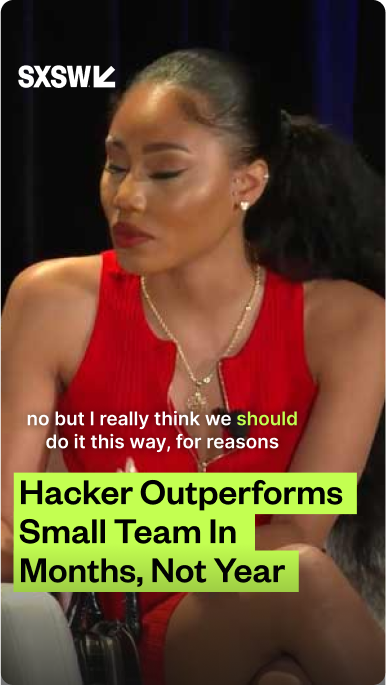 SXSW
no but I really think we should
do it this way, for reasons
Hacker Outperforms
Small Team In
Months, Not Year